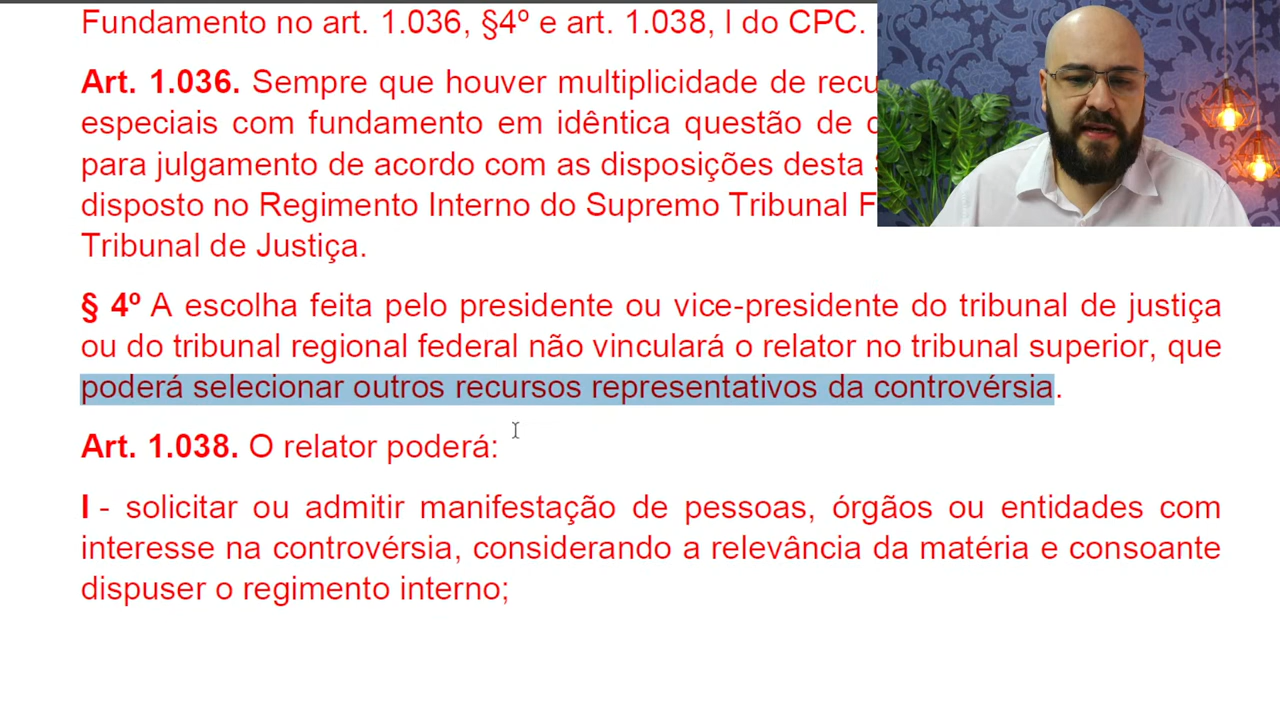 Fundamento no art. 1.036, §4º e art. 1.038, I do CPC.
Art. 1.036. Sempre que houver multiplicidade de
especiais com fundamento em idêntica questão de
para julgamento de acordo com as disposições desta
disposto no Regimento Interno do Supremo Tribunal
Tribunal de Justiça.
§ 4º A escolha feita pelo presidente ou vice-presidente do tribunal de justiça
ou do tribunal regional federal não vinculará o relator no tribunal superior, que
poderá selecionar outros recursos representativos da controvérsia.
Art. 1.038. O relator poderá:
I - solicitar ou admitir manifestação de pessoas, órgãos ou entidades com
interesse na controvérsia, considerando a relevância da matéria e consoante
dispuser o regimento interno;